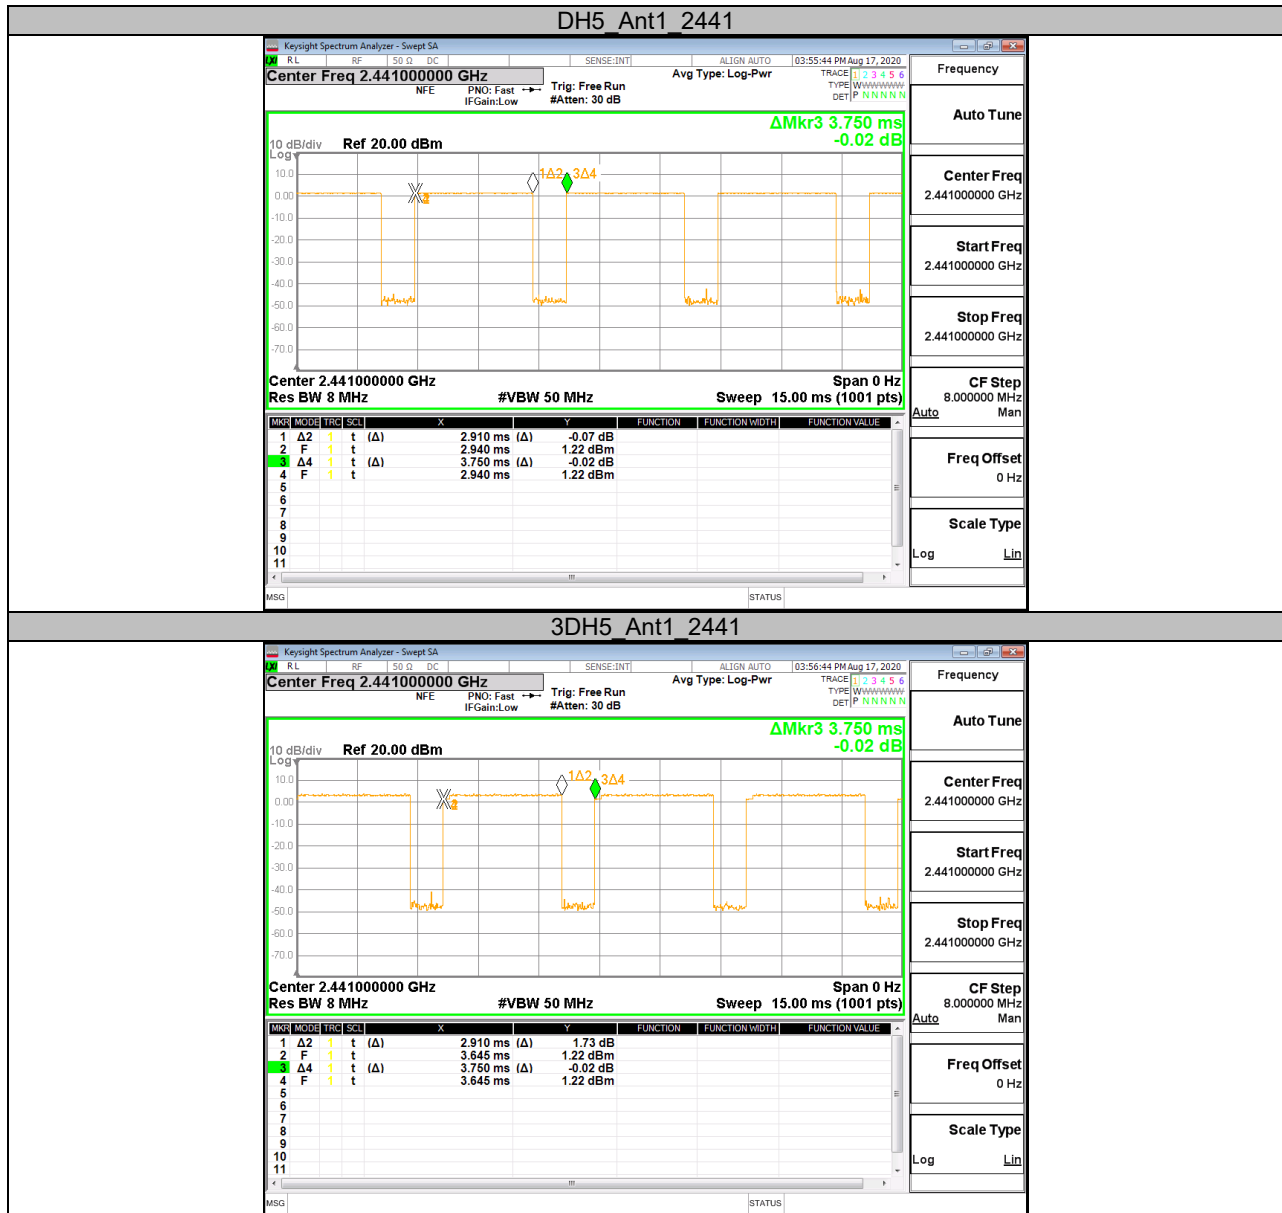 DH5_Ant1_2441
Keysight Spectrum Analyzer - Swept SA
LXI RL RF 50 Ω DC SENSE:INT ALIGN AUTO 03:55:44 PM Aug 17, 2020
Center Freq 2.441000000 GHz
NFE PNO: Fast Trig: Free Run Avg Type: Log-Pwr TRACE 1 2 3 4 5 6
IFGain:Low #Atten: 30 dB TYPE WWWWWW
DET P N N N N N
ΔMkr3 3.750 ms
-0.02 dB
10 dB/div Ref 20.00 dBm
Log
10.0
0.00
-10.0
-20.0
-30.0
-40.0
-50.0
-60.0
-70.0
1Δ2 3Δ4
Center 2.441000000 GHz Span 0 Hz
Res BW 8 MHz #VBW 50 MHz Sweep 15.00 ms (1001 pts)
MKR MODE TRC SCL X Y FUNCTION FUNCTION WIDTH FUNCTION VALUE
1 Δ2 1 t (Δ) 2.910 ms (Δ) -0.07 dB
2 F 1 t 2.940 ms 1.22 dBm
3 Δ4 1 t (Δ) 3.750 ms (Δ) -0.02 dB
4 F 1 t 2.940 ms 1.22 dBm
5
6
7
8
9
10
11
MSG STATUS
Frequency
Auto Tune
Center Freq
2.441000000 GHz
Start Freq
2.441000000 GHz
Stop Freq
2.441000000 GHz
CF Step
8.000000 MHz
Auto Man
Freq Offset
0 Hz
Scale Type
Log Lin
3DH5_Ant1_2441
Keysight Spectrum Analyzer - Swept SA
LXI RL RF 50 Ω DC SENSE:INT ALIGN AUTO 03:56:44 PM Aug 17, 2020
Center Freq 2.441000000 GHz
NFE PNO: Fast Trig: Free Run Avg Type: Log-Pwr TRACE 1 2 3 4 5 6
IFGain:Low #Atten: 30 dB TYPE WWWWWW
DET P N N N N N
ΔMkr3 3.750 ms
-0.02 dB
10 dB/div Ref 20.00 dBm
Log
10.0
0.00
-10.0
-20.0
-30.0
-40.0
-50.0
-60.0
-70.0
1Δ2 3Δ4
Center 2.441000000 GHz Span 0 Hz
Res BW 8 MHz #VBW 50 MHz Sweep 15.00 ms (1001 pts)
MKR MODE TRC SCL X Y FUNCTION FUNCTION WIDTH FUNCTION VALUE
1 Δ2 1 t (Δ) 2.910 ms (Δ) 1.73 dB
2 F 1 t 3.645 ms 1.22 dBm
3 Δ4 1 t (Δ) 3.750 ms (Δ) -0.02 dB
4 F 1 t 3.645 ms 1.22 dBm
5
6
7
8
9
10
11
MSG STATUS
Frequency
Auto Tune
Center Freq
2.441000000 GHz
Start Freq
2.441000000 GHz
Stop Freq
2.441000000 GHz
CF Step
8.000000 MHz
Auto Man
Freq Offset
0 Hz
Scale Type
Log Lin